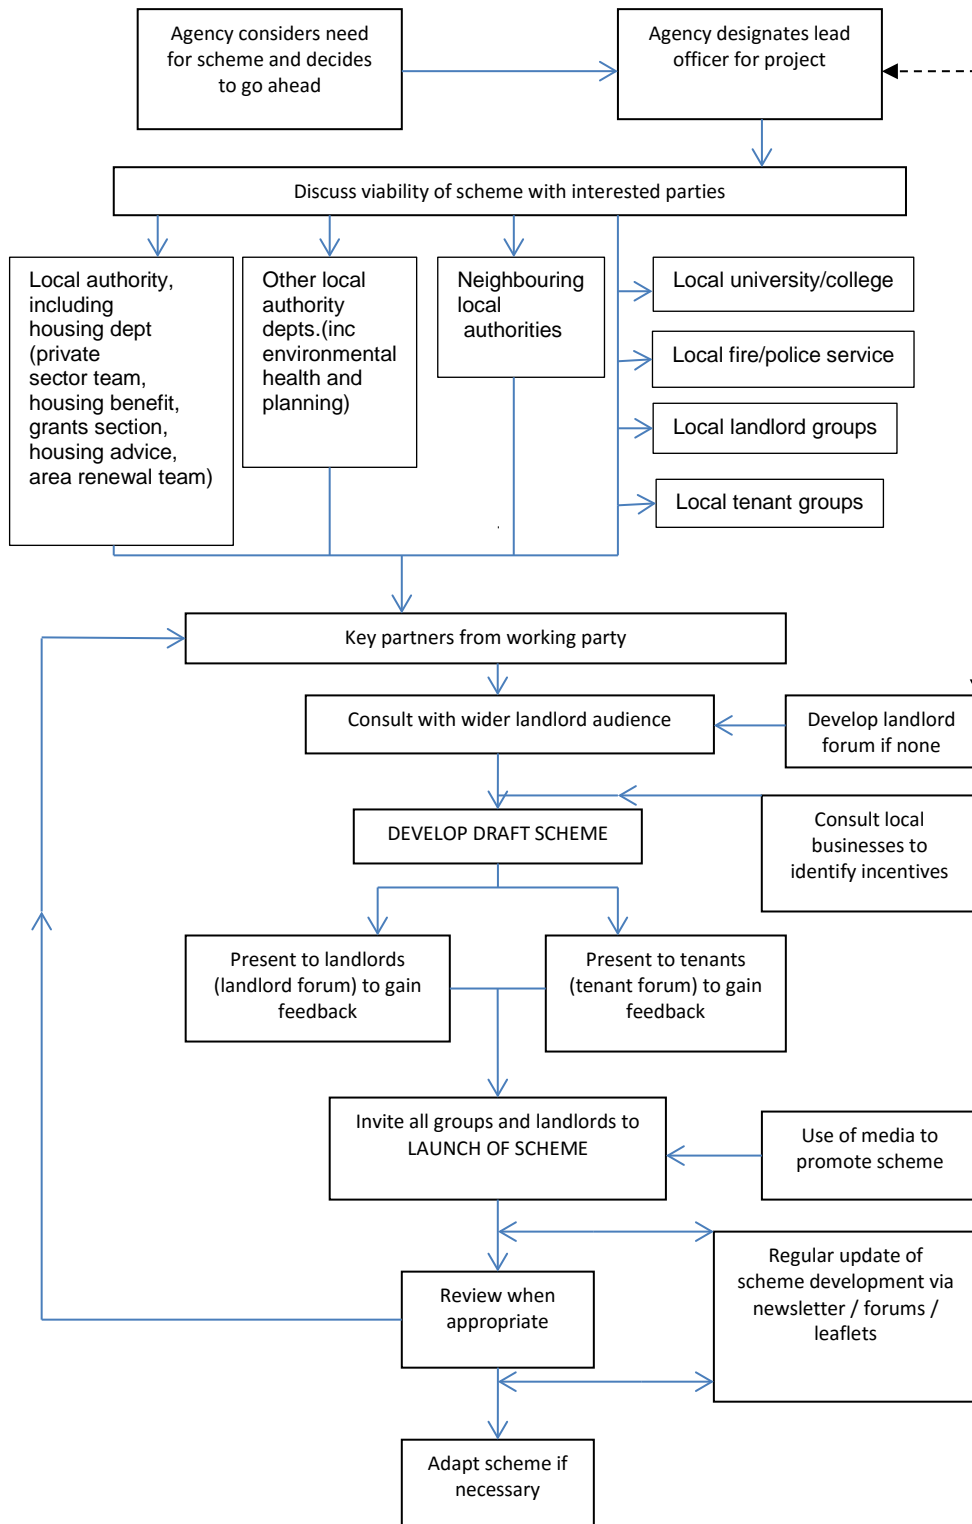 Agency considers need
for scheme and decides
to go ahead
Agency designates lead
officer for project
Discuss viability of scheme with interested parties
Local authority,
including
housing dept
(private
sector team,
housing benefit,
grants section,
housing advice,
area renewal team)
Other local
authority
depts.(inc
environmental
health and
planning)
Neighbouring
local
authorities
Local university/college
Local fire/police service
Local landlord groups
Local tenant groups
Key partners from working party
Consult with wider landlord audience
Develop landlord
forum if none
Consult local
businesses to
identify incentives
DEVELOP DRAFT SCHEME
Present to landlords
(landlord forum) to gain
feedback
Present to tenants
(tenant forum) to gain
feedback
Invite all groups and landlords to
LAUNCH OF SCHEME
Use of media to
promote scheme
Regular update of
scheme development via
newsletter / forums /
leaflets
Review when
appropriate
Adapt scheme if
necessary